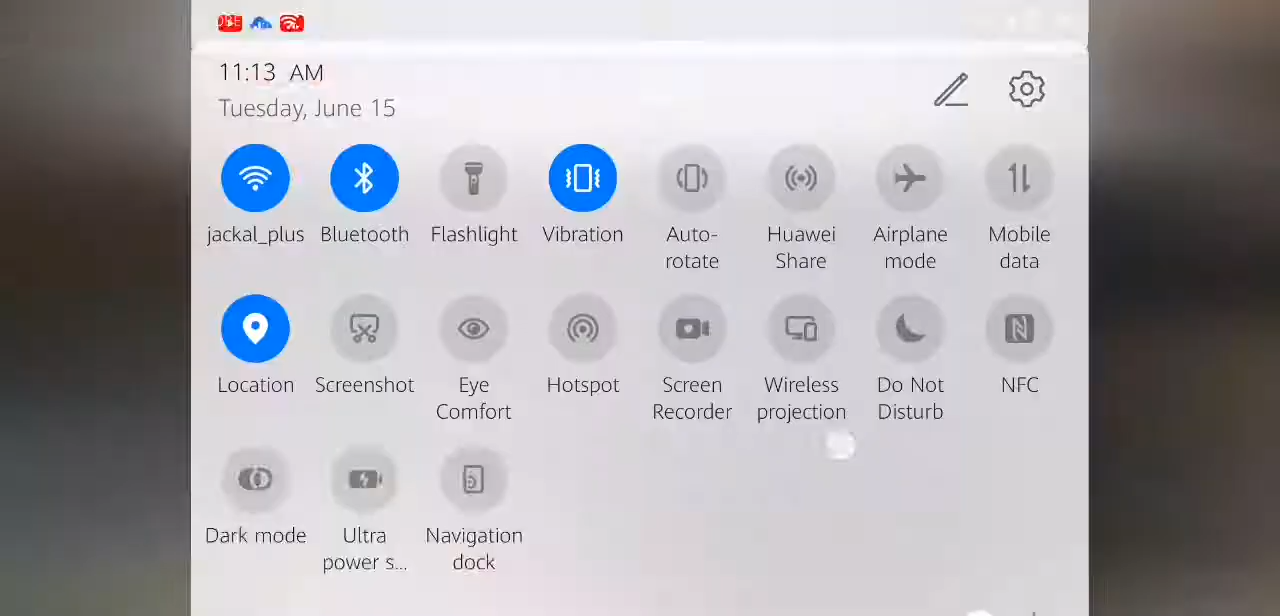 11:13 AM
Tuesday, June 15
jackal_plus Bluetooth Flashlight Vibration Auto-rotate Huawei Share Airplane mode Mobile data
Location Screenshot Eye Comfort Hotspot Screen Recorder Wireless projection Do Not Disturb NFC
Dark mode Ultra power s... Navigation dock